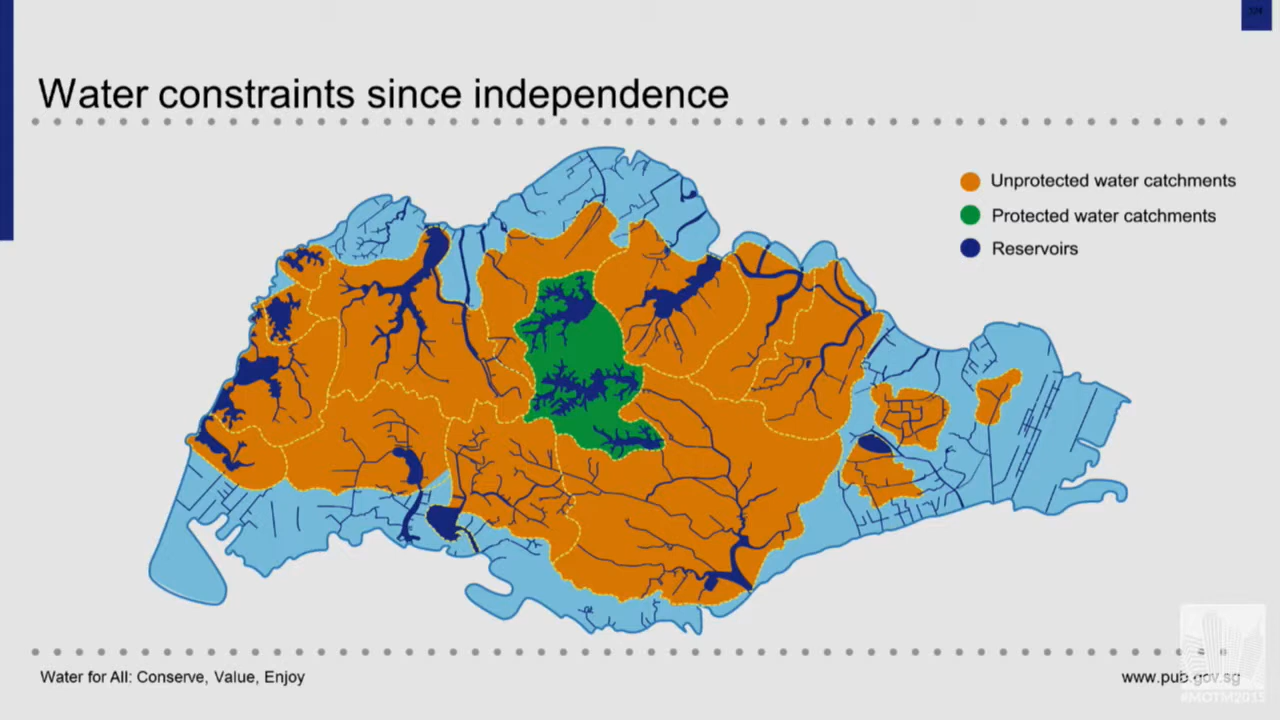 Water constraints since independence
Unprotected water catchments
Protected water catchments
Reservoirs
Water for All: Conserve, Value, Enjoy
www.pub.gov.sg
#MOTM2015